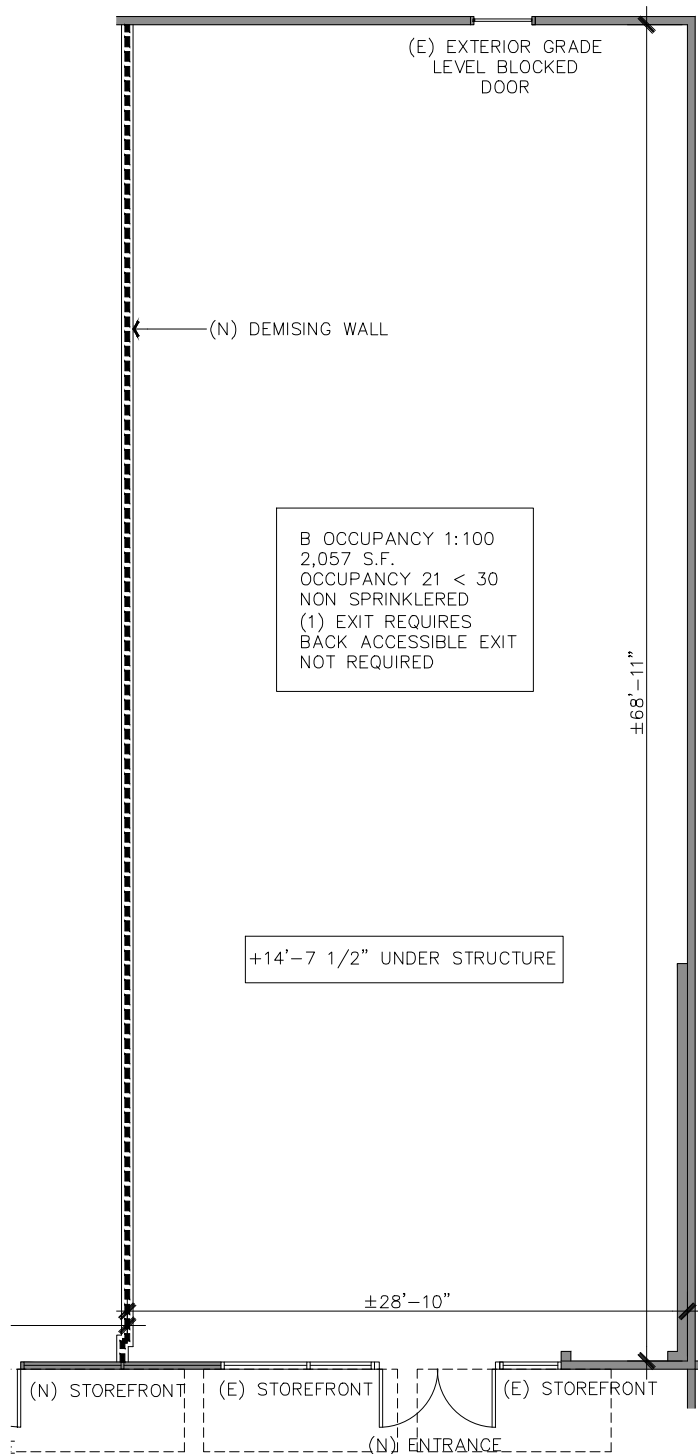 (E) EXTERIOR GRADE
LEVEL BLOCKED
DOOR
(N) DEMISING WALL
B OCCUPANCY 1:100
2,057 S.F.
OCCUPANCY 21 < 30
NON SPRINKLERED
(1) EXIT REQUIRES
BACK ACCESSIBLE EXIT
NOT REQUIRED
±68'-11"
+14'-7 1/2" UNDER STRUCTURE
±28'-10"
(N) STOREFRONT
(E) STOREFRONT
(E) STOREFRONT
(N) ENTRANCE